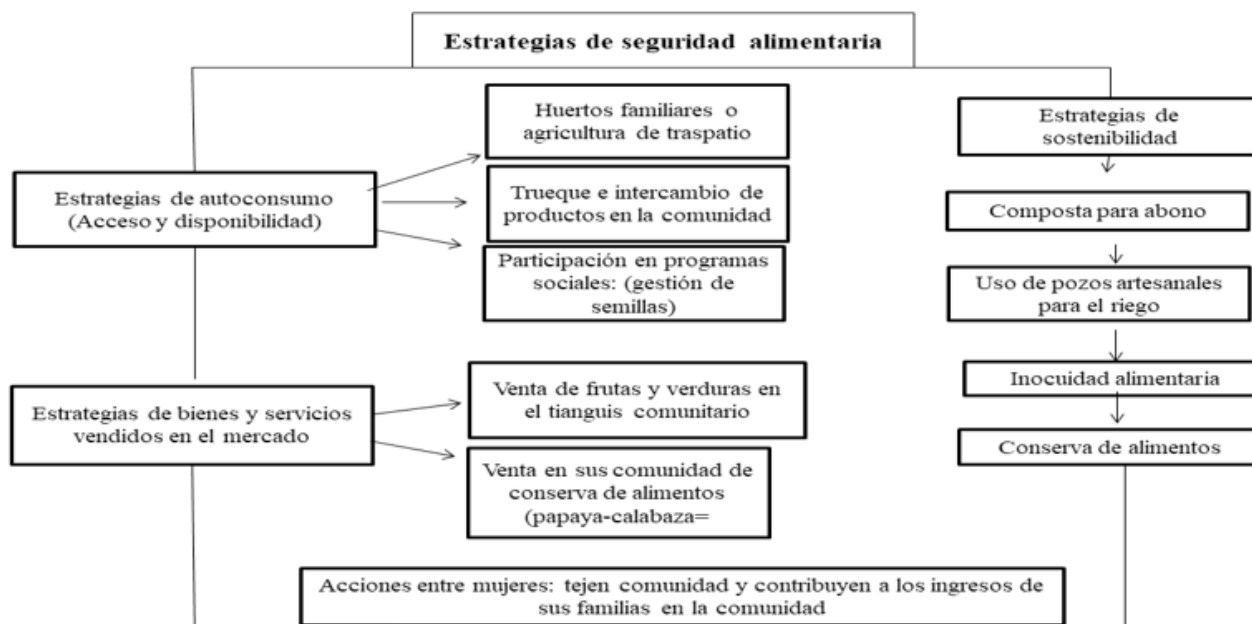 Estrategias de seguridad alimentaria
Huertos familiares o
agricultura de traspatio
Estrategias de autoconsumo
(Acceso y disponibilidad)
Trueque e intercambio de
productos en la comunidad
Participación en programas
sociales: (gestión de
semillas)
Estrategias de bienes y servicios
vendidos en el mercado
Venta de frutas y verduras en
el tianguis comunitario
Venta en sus comunidad de
conserva de alimentos
(papaya-calabaza=
Estrategias de
sostenibilidad
Composta para abono
Uso de pozos artesanales
para el riego
Inocuidad alimentaria
Conserva de alimentos
Acciones entre mujeres: tejen comunidad y contribuyen a los ingresos de
sus familias en la comunidad